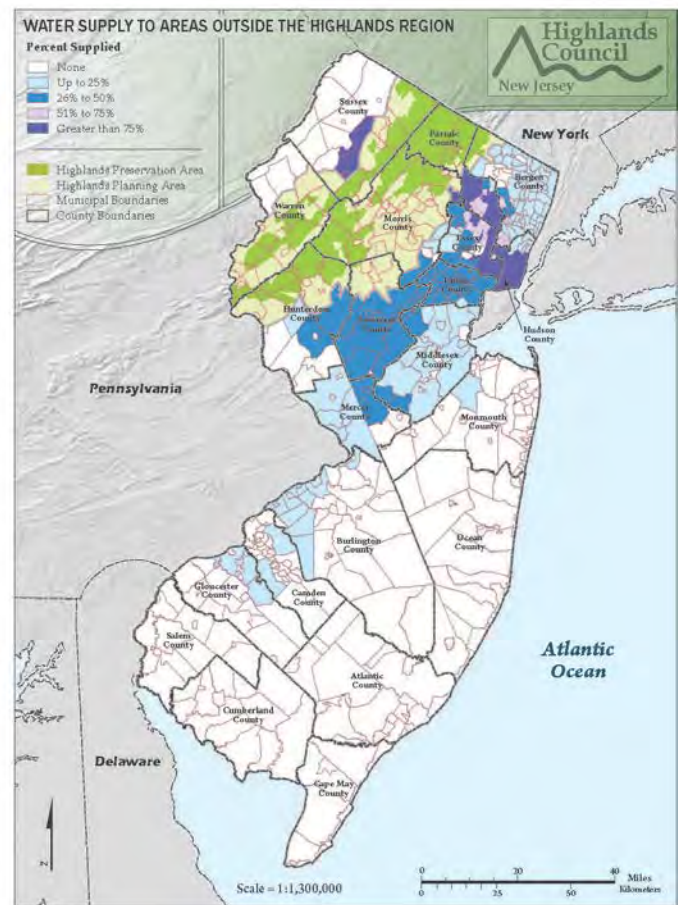 WATER SUPPLY TO AREAS OUTSIDE THE HIGHLANDS REGION
Percent Supplied
None
Up to 25%
26% to 50%
51% to 75%
Greater than 75%
Highlands Preservation Area
Highlands Planning Area
Municipal Boundaries
County Boundaries
Highlands
Council
New Jersey
New York
Sussex
County
Passaic
County
Bergen
County
Warren
County
Morris
County
Essex
County
Union
County
Hunterdon
County
Somerset
County
Hudson
County
Middlesex
County
Pennsylvania
Mercer
County
Monmouth
County
Burlington
County
Ocean
County
Gloucester
County
Camden
County
Salem
County
Atlantic
County
Atlantic
Ocean
Cumberland
County
Delaware
Cape May
County
Z
Scale = 1:1,300,000
0 20 40
Miles
Kilometers
0 25 50